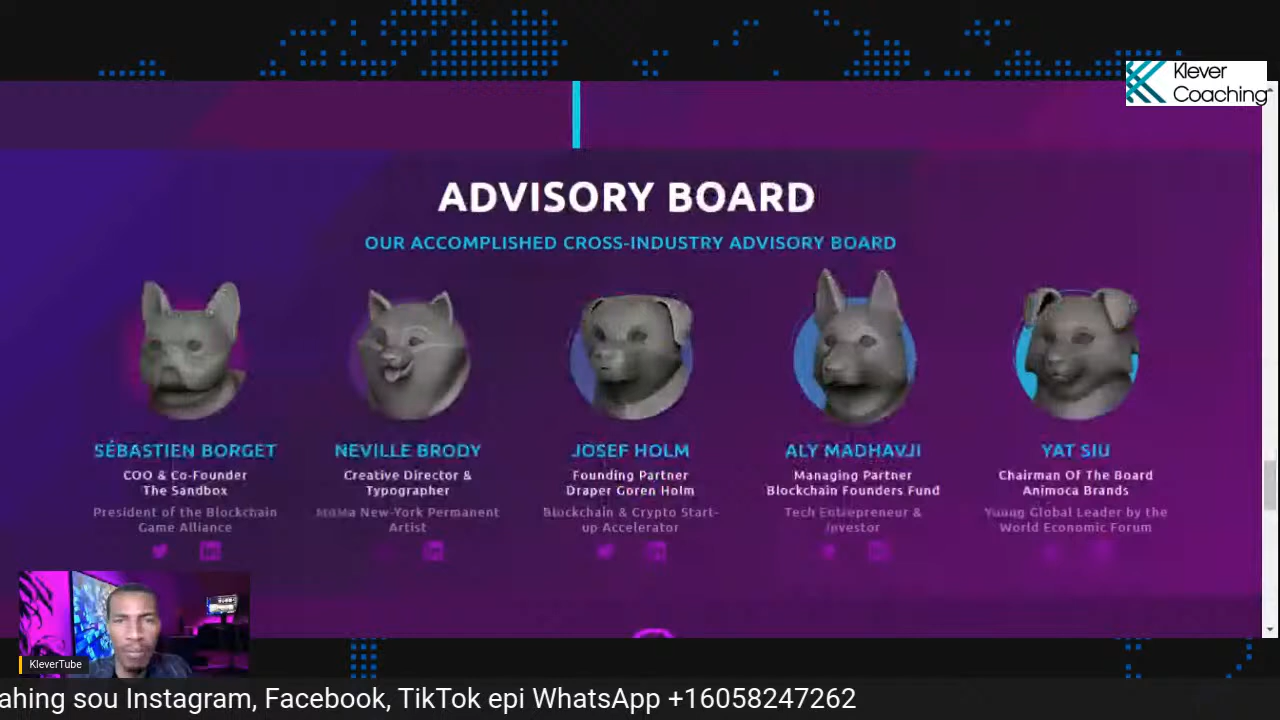 Klever
Coaching
ADVISORY BOARD
OUR ACCOMPLISHED CROSS-INDUSTRY ADVISORY BOARD
SÉBASTIEN BORGET
COO & Co-Founder
The Sandbox
President of the Blockchain
Game Alliance
NEVILLE BRODY
Creative Director &
Typographer
MoMa New-York Permanent
Artist
JOSEF HOLM
Founding Partner
Draper Goren Holm
Blockchain & Crypto Start-
up Accelerator
ALY MADHAVJI
Managing Partner
Blockchain Founders Fund
Tech Entrepreneur &
Investor
YAT SIU
Chairman Of The Board
Animoca Brands
Young Global Leader by the
World Economic Forum
KleverTube
ahing sou Instagram, Facebook, TikTok epi WhatsApp +16058247262